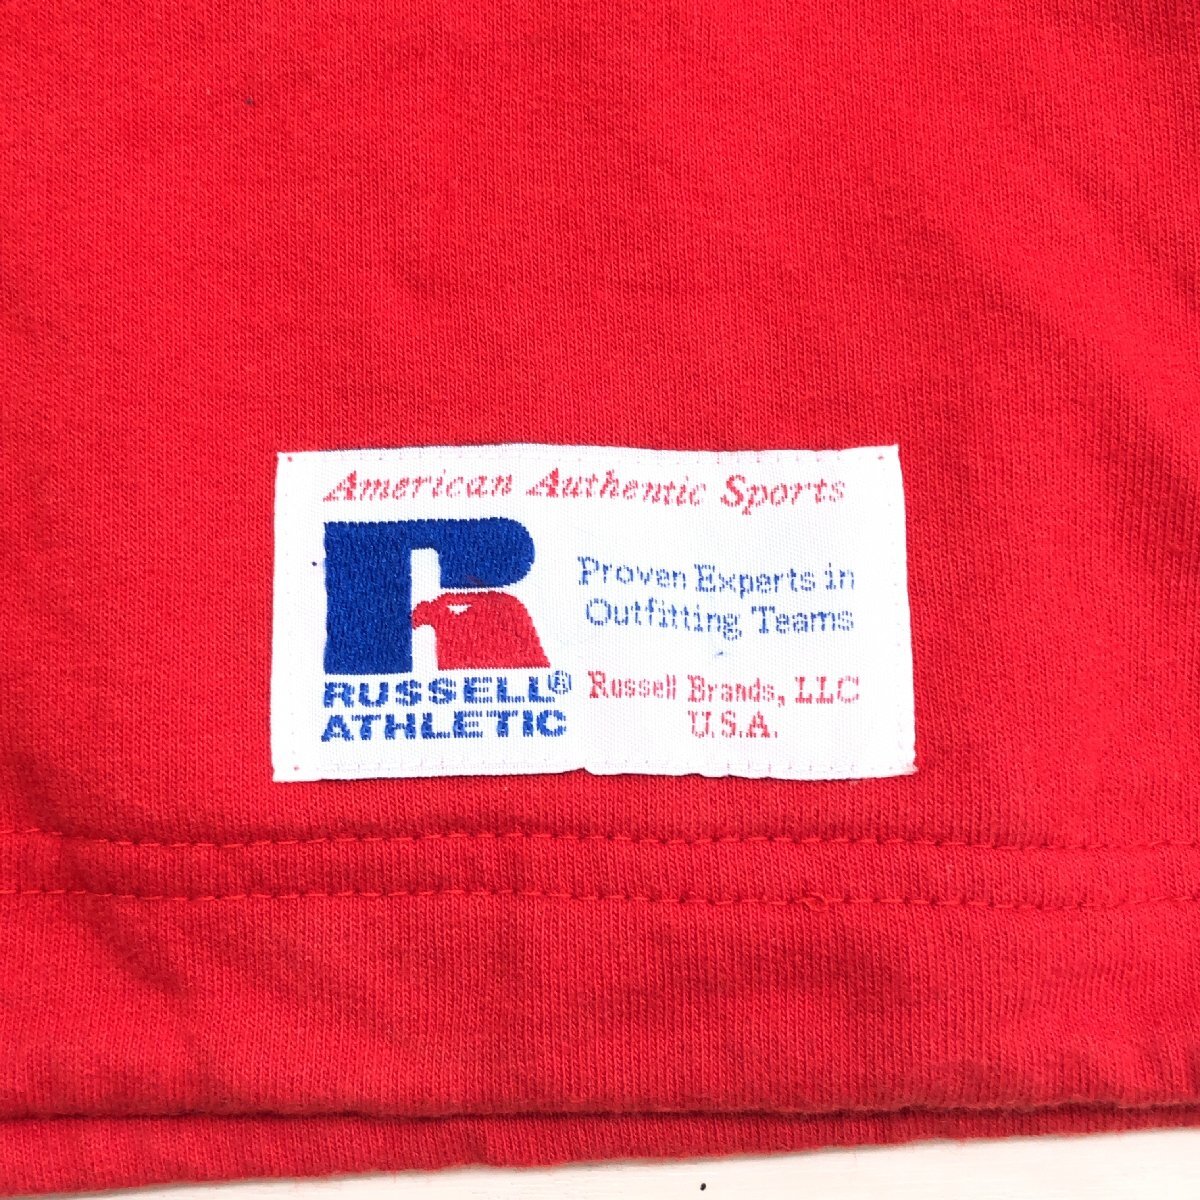 American Authentic Sports
R
RUSSELL®
ATHLETIC
Proven Experts in
Outfitting Teams
Russell Brands, LLC
U.S.A.